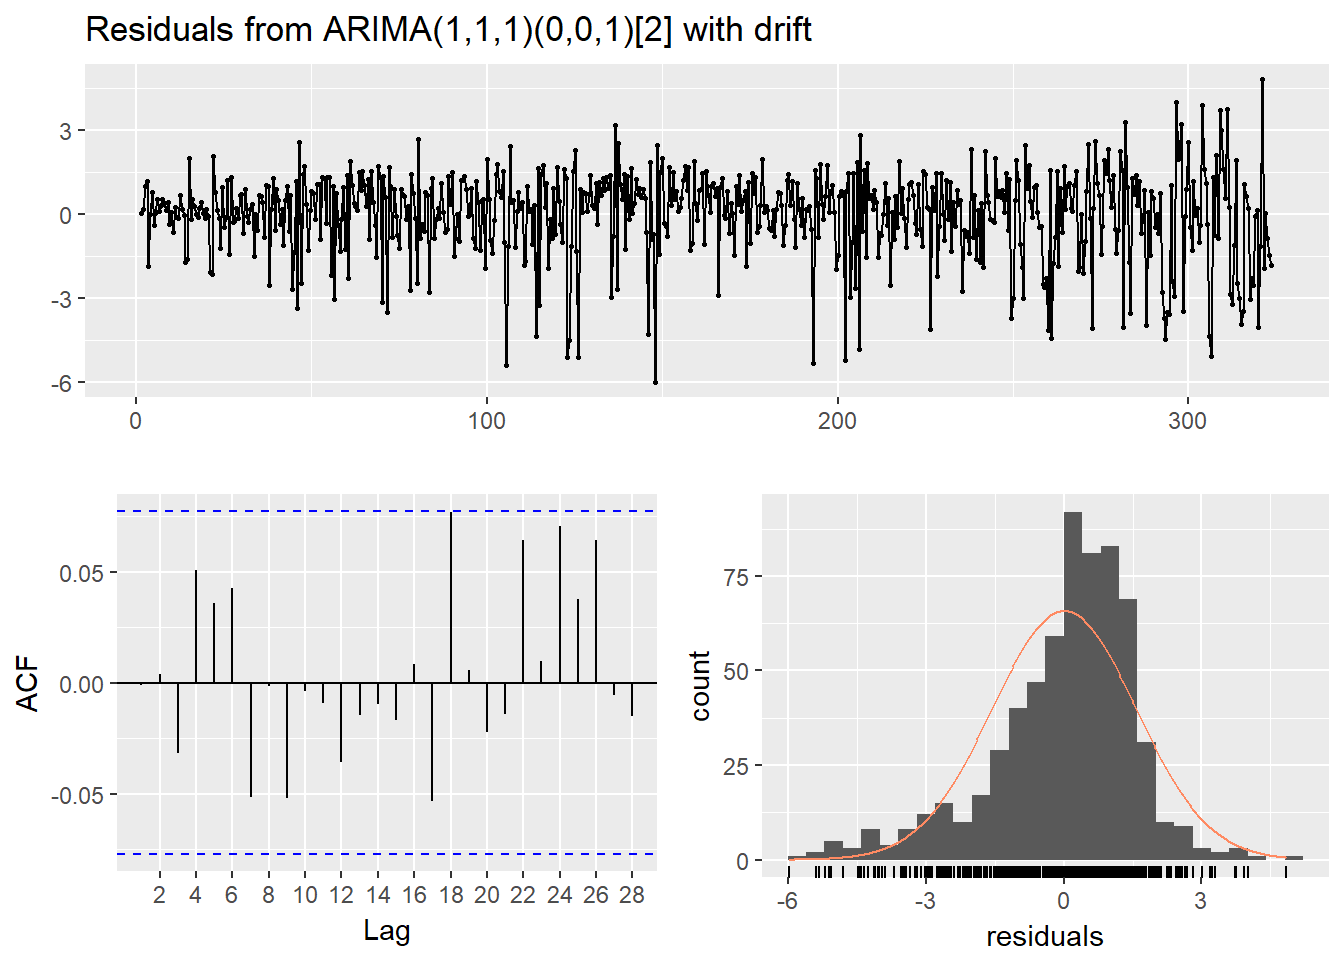 Residuals from ARIMA(1,1,1)(0,0,1)[2] with drift
3
0
-3
-6
0 100 200 300
0.05
0.00
-0.05
ACF
2 4 6 8 10 12 14 16 18 20 22 24 26 28
Lag
75
50
25
0
count
-6 -3 0 3
residuals